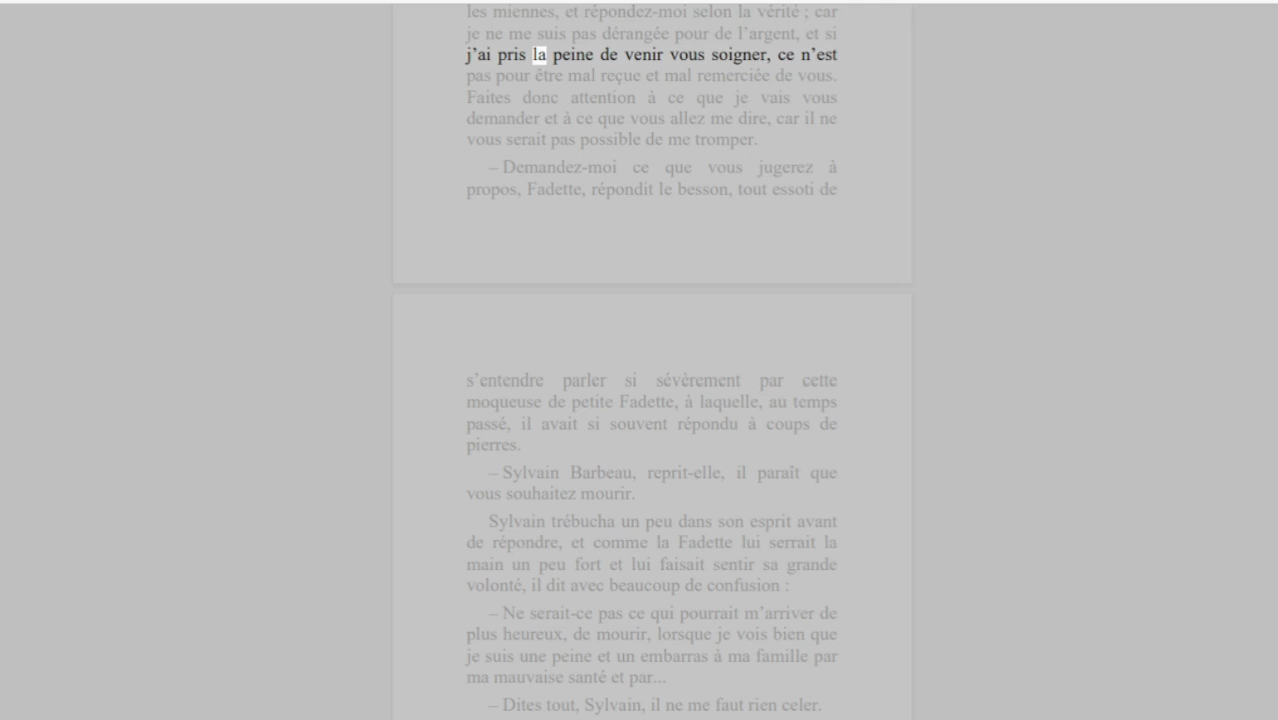 les miennes, et répondez-moi selon la vérité ; car
je ne me suis pas dérangée pour de l’argent, et si
j’ai pris la peine de venir vous soigner, ce n’est
pas pour être mal reçue et mal remerciée de vous.
Faites donc attention à ce que je vais vous
demander et à ce que vous allez me dire, car il ne
vous serait pas possible de me tromper.
– Demandez-moi ce que vous jugerez à
propos, Fadette, répondit le besson, tout essoti de
s’entendre parler si sévèrement par cette
moqueuse de petite Fadette, à laquelle, au temps
passé, il avait si souvent répondu à coups de
pierres.
– Sylvain Barbeau, reprit-elle, il paraît que
vous souhaitez mourir.
Sylvain trébucha un peu dans son esprit avant
de répondre, et comme la Fadette lui serrait la
main un peu fort et lui faisait sentir sa grande
volonté, il dit avec beaucoup de confusion :
– Ne serait-ce pas ce qui pourrait m’arriver de
plus heureux, de mourir, lorsque je vois bien que
je suis une peine et un embarras à ma famille par
ma mauvaise santé et par...
– Dites tout, Sylvain, il ne me faut rien celer.